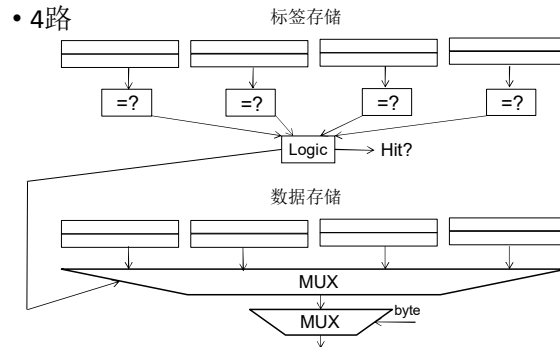 • 4路
标签存储
=? =? =? =?
Logic Hit?
数据存储
MUX
MUX byte